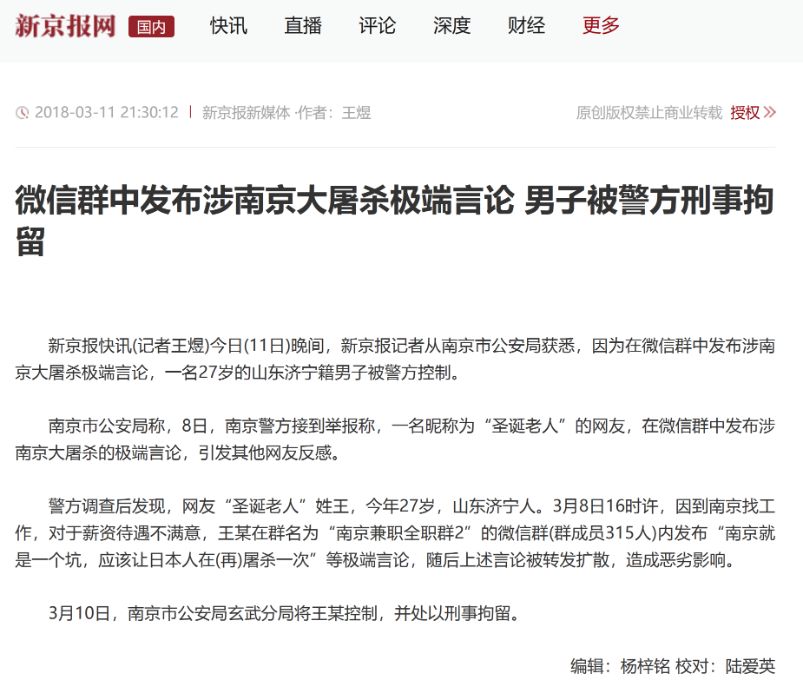 新京报网 国内 快讯 直播 评论 深度 财经 更多
2018-03-11 21:30:12 新京报新媒体 ·作者：王煜 原创版权禁止商业转载 授权
微信群中发布涉南京大屠杀极端言论 男子被警方刑事拘
留
新京报快讯(记者王煜)今日(11日)晚间，新京报记者从南京市公安局获悉，因为在微信群中发布涉南
京大屠杀极端言论，一名27岁的山东济宁籍男子被警方控制。
南京市公安局称，8日，南京警方接到举报称，一名昵称为“圣诞老人”的网友，在微信群中发布涉
南京大屠杀的极端言论，引发其他网友反感。
警方调查后发现，网友“圣诞老人”姓王，今年27岁，山东济宁人。3月8日16时许，因到南京找工
作，对于薪资待遇不满意，王某在群名为“南京兼职全职群2”的微信群(群成员315人)内发布“南京就
是一个坑，应该让日本人在(再)屠杀一次”等极端言论，随后上述言论被转发扩散，造成恶劣影响。
3月10日，南京市公安局玄武分局将王某控制，并处以刑事拘留。
编辑：杨梓铭 校对：陆爱英